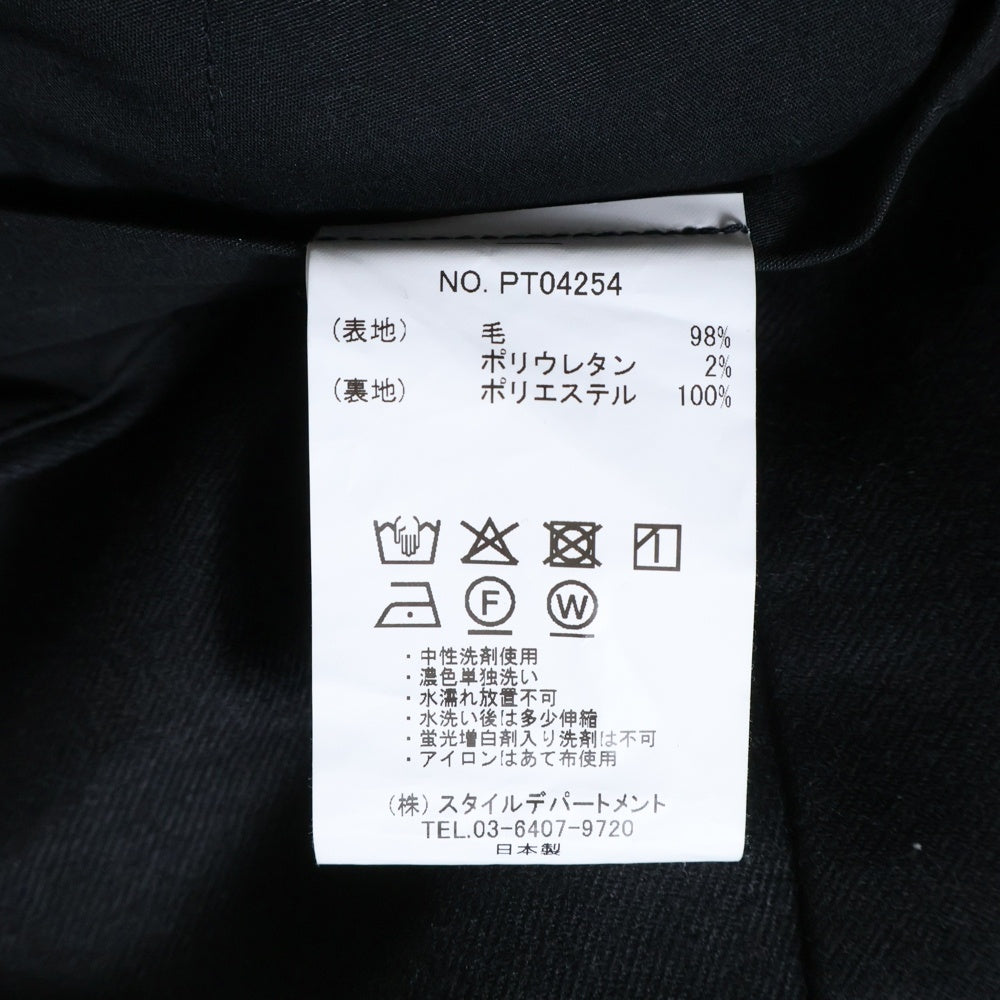 NO. PT04254
(表地) 毛 98%
ポリウレタン 2%
(裏地) ポリエステル 100%
F W
・中性洗剤使用
・濃色単独洗い
・水濡れ放置不可
・水洗い後は多少伸縮
・蛍光増白剤入り洗剤は不可
・アイロンはあて布使用
(株)スタイルデパートメント
TEL.03-6407-9720
日本製